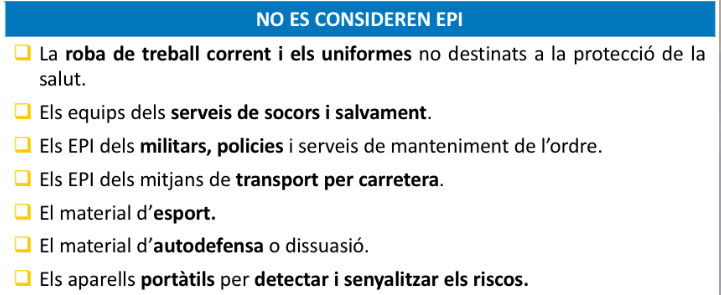 NO ES CONSIDEREN EPI
La roba de treball corrent i els uniformes no destinats a la protecció de la
salut.
Els equips dels serveis de socors i salvament.
Els EPI dels militars, policies i serveis de manteniment de l’ordre.
Els EPI dels mitjans de transport per carretera.
El material d’esport.
El material d’autodefensa o dissuasió.
Els aparells portàtils per detectar i senyalitzar els riscos.